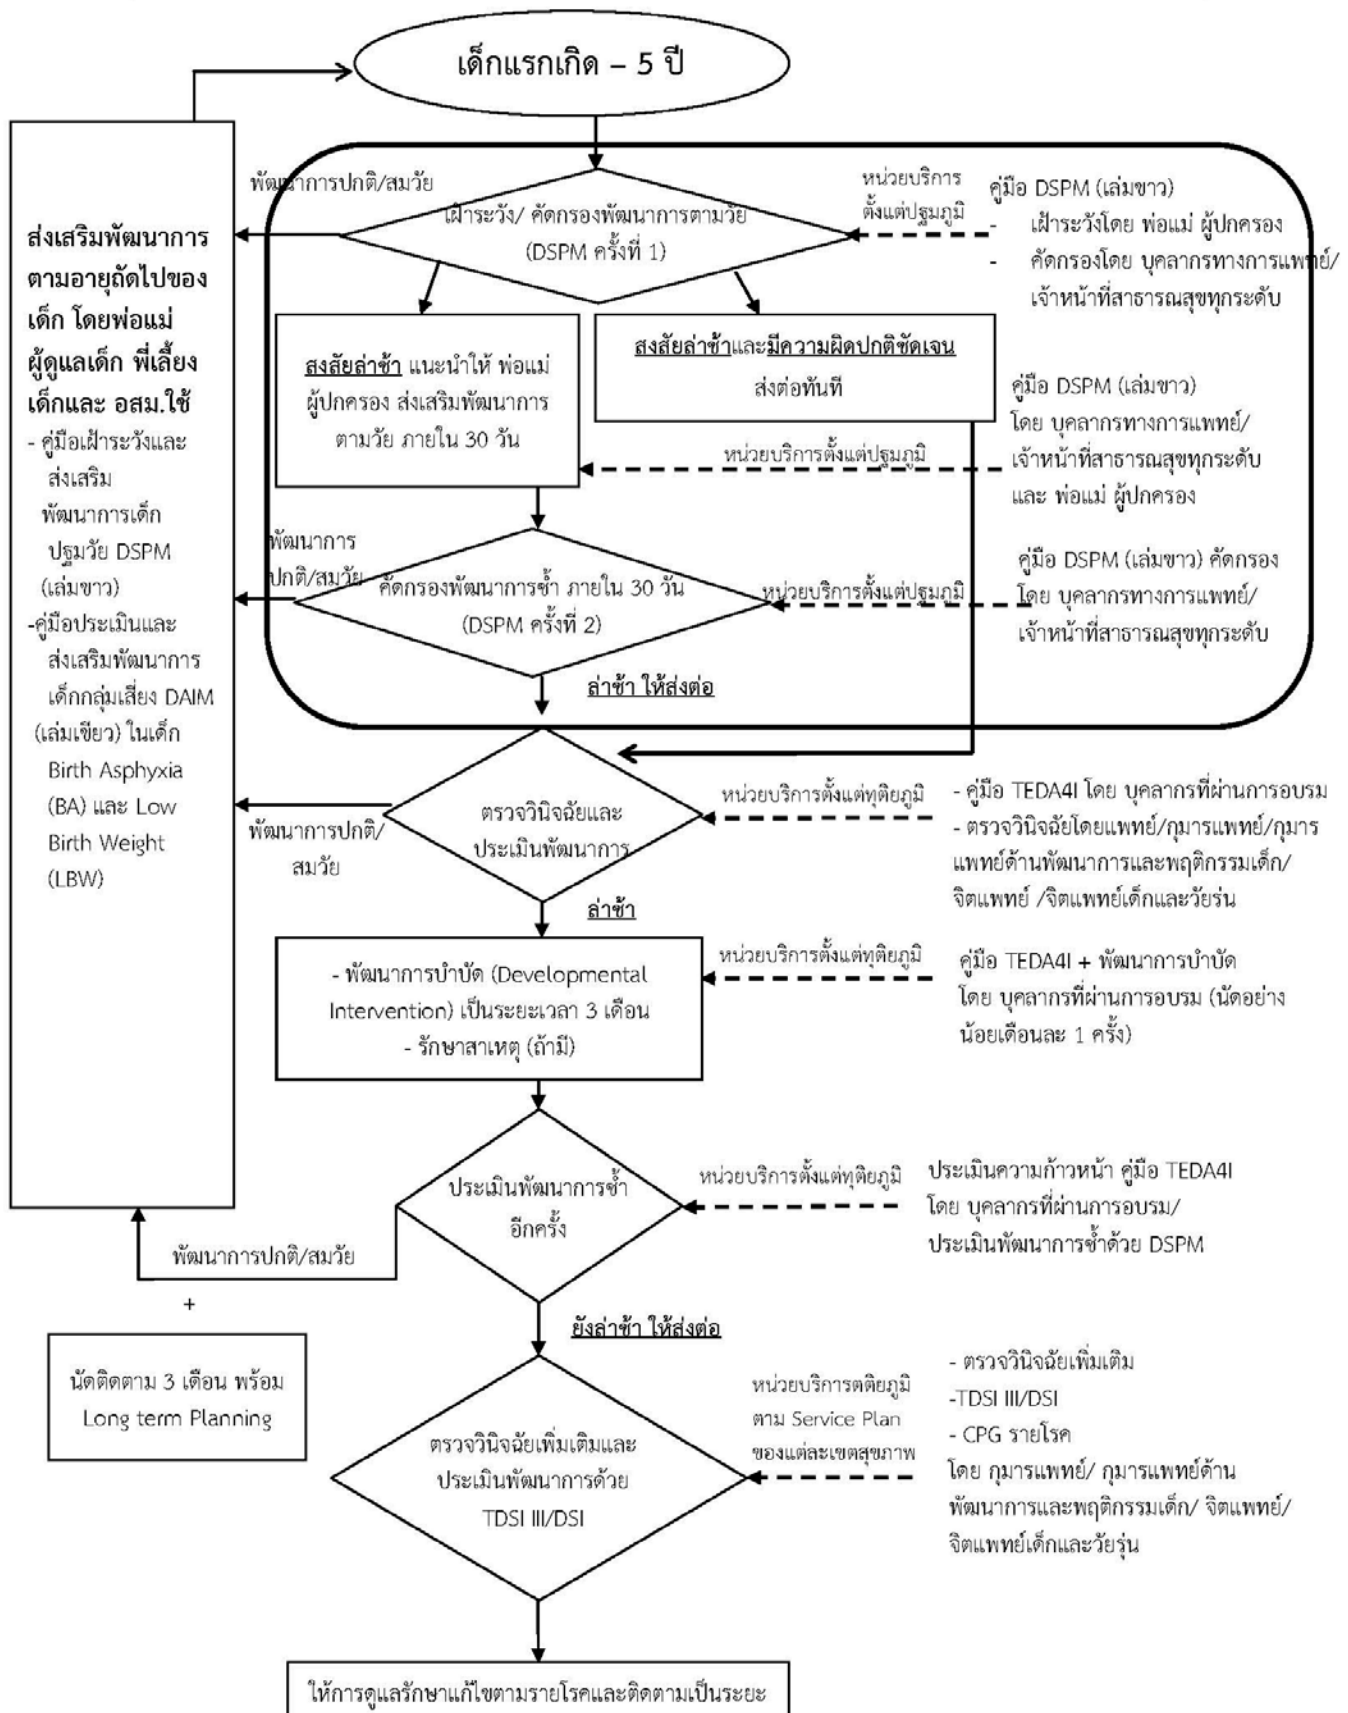 เด็กแรกเกิด – 5 ปี
พัฒนาการปกติ/สมวัย
เฝ้าระวัง/ คัดกรองพัฒนาการตามวัย
(DSPM ครั้งที่ 1)
หน่วยบริการ
ตั้งแต่ปฐมภูมิ
คู่มือ DSPM (เล่มขาว)
- เฝ้าระวังโดย พ่อแม่ ผู้ปกครอง
- คัดกรองโดย บุคลากรทางการแพทย์/
เจ้าหน้าที่สาธารณสุขทุกระดับ
ส่งเสริมพัฒนาการ
ตามอายุถัดไปของ
เด็ก โดยพ่อแม่
ผู้ดูแลเด็ก พี่เลี้ยง
เด็กและ อสม.ใช้
- คู่มือเฝ้าระวังและ
ส่งเสริม
พัฒนาการเด็ก
ปฐมวัย DSPM
(เล่มขาว)
-คู่มือประเมินและ
ส่งเสริมพัฒนาการ
เด็กกลุ่มเสี่ยง DAIM
(เล่มเขียว) ในเด็ก
Birth Asphyxia
(BA) และ Low
Birth Weight
(LBW)
สงสัยล่าช้า แนะนำให้ พ่อแม่
ผู้ปกครอง ส่งเสริมพัฒนาการ
ตามวัย ภายใน 30 วัน
สงสัยล่าช้าและมีความผิดปกติชัดเจน
ส่งต่อทันที
หน่วยบริการตั้งแต่ปฐมภูมิ
คู่มือ DSPM (เล่มขาว)
โดย บุคลากรทางการแพทย์/
เจ้าหน้าที่สาธารณสุขทุกระดับ
และ พ่อแม่ ผู้ปกครอง
พัฒนาการ
ปกติ/สมวัย
คัดกรองพัฒนาการซ้ำ ภายใน 30 วัน
(DSPM ครั้งที่ 2)
หน่วยบริการตั้งแต่ปฐมภูมิ
คู่มือ DSPM (เล่มขาว) คัดกรอง
โดย บุคลากรทางการแพทย์/
เจ้าหน้าที่สาธารณสุขทุกระดับ
ล่าช้า ให้ส่งต่อ
ตรวจวินิจฉัยและ
ประเมินพัฒนาการ
พัฒนาการปกติ/
สมวัย
หน่วยบริการตั้งแต่ทุติยภูมิ
- คู่มือ TEDA4I โดย บุคลากรที่ผ่านการอบรม
- ตรวจวินิจฉัยโดยแพทย์/กุมารแพทย์/กุมาร
แพทย์ด้านพัฒนาการและพฤติกรรมเด็ก/
จิตแพทย์ /จิตแพทย์เด็กและวัยรุ่น
ล่าช้า
- พัฒนาการบำบัด (Developmental
Intervention) เป็นระยะเวลา 3 เดือน
- รักษาสาเหตุ (ถ้ามี)
หน่วยบริการตั้งแต่ทุติยภูมิ
คู่มือ TEDA4I + พัฒนาการบำบัด
โดย บุคลากรที่ผ่านการอบรม (นัดอย่าง
น้อยเดือนละ 1 ครั้ง)
ประเมินพัฒนาการซ้ำ
อีกครั้ง
หน่วยบริการตั้งแต่ทุติยภูมิ
ประเมินความก้าวหน้า คู่มือ TEDA4I
โดย บุคลากรที่ผ่านการอบรม/
ประเมินพัฒนาการซ้ำด้วย DSPM
พัฒนาการปกติ/สมวัย
+
นัดติดตาม 3 เดือน พร้อม
Long term Planning
ยังล่าช้า ให้ส่งต่อ
ตรวจวินิจฉัยเพิ่มเติมและ
ประเมินพัฒนาการด้วย
TDSI III/DSI
หน่วยบริการตติยภูมิ
ตาม Service Plan
ของแต่ละเขตสุขภาพ
- ตรวจวินิจฉัยเพิ่มเติม
-TDSI III/DSI
- CPG รายโรค
โดย กุมารแพทย์/ กุมารแพทย์ด้าน
พัฒนาการและพฤติกรรมเด็ก/ จิตแพทย์/
จิตแพทย์เด็กและวัยรุ่น
ให้การดูแลรักษาแก้ไขตามรายโรคและติดตามเป็นระยะ